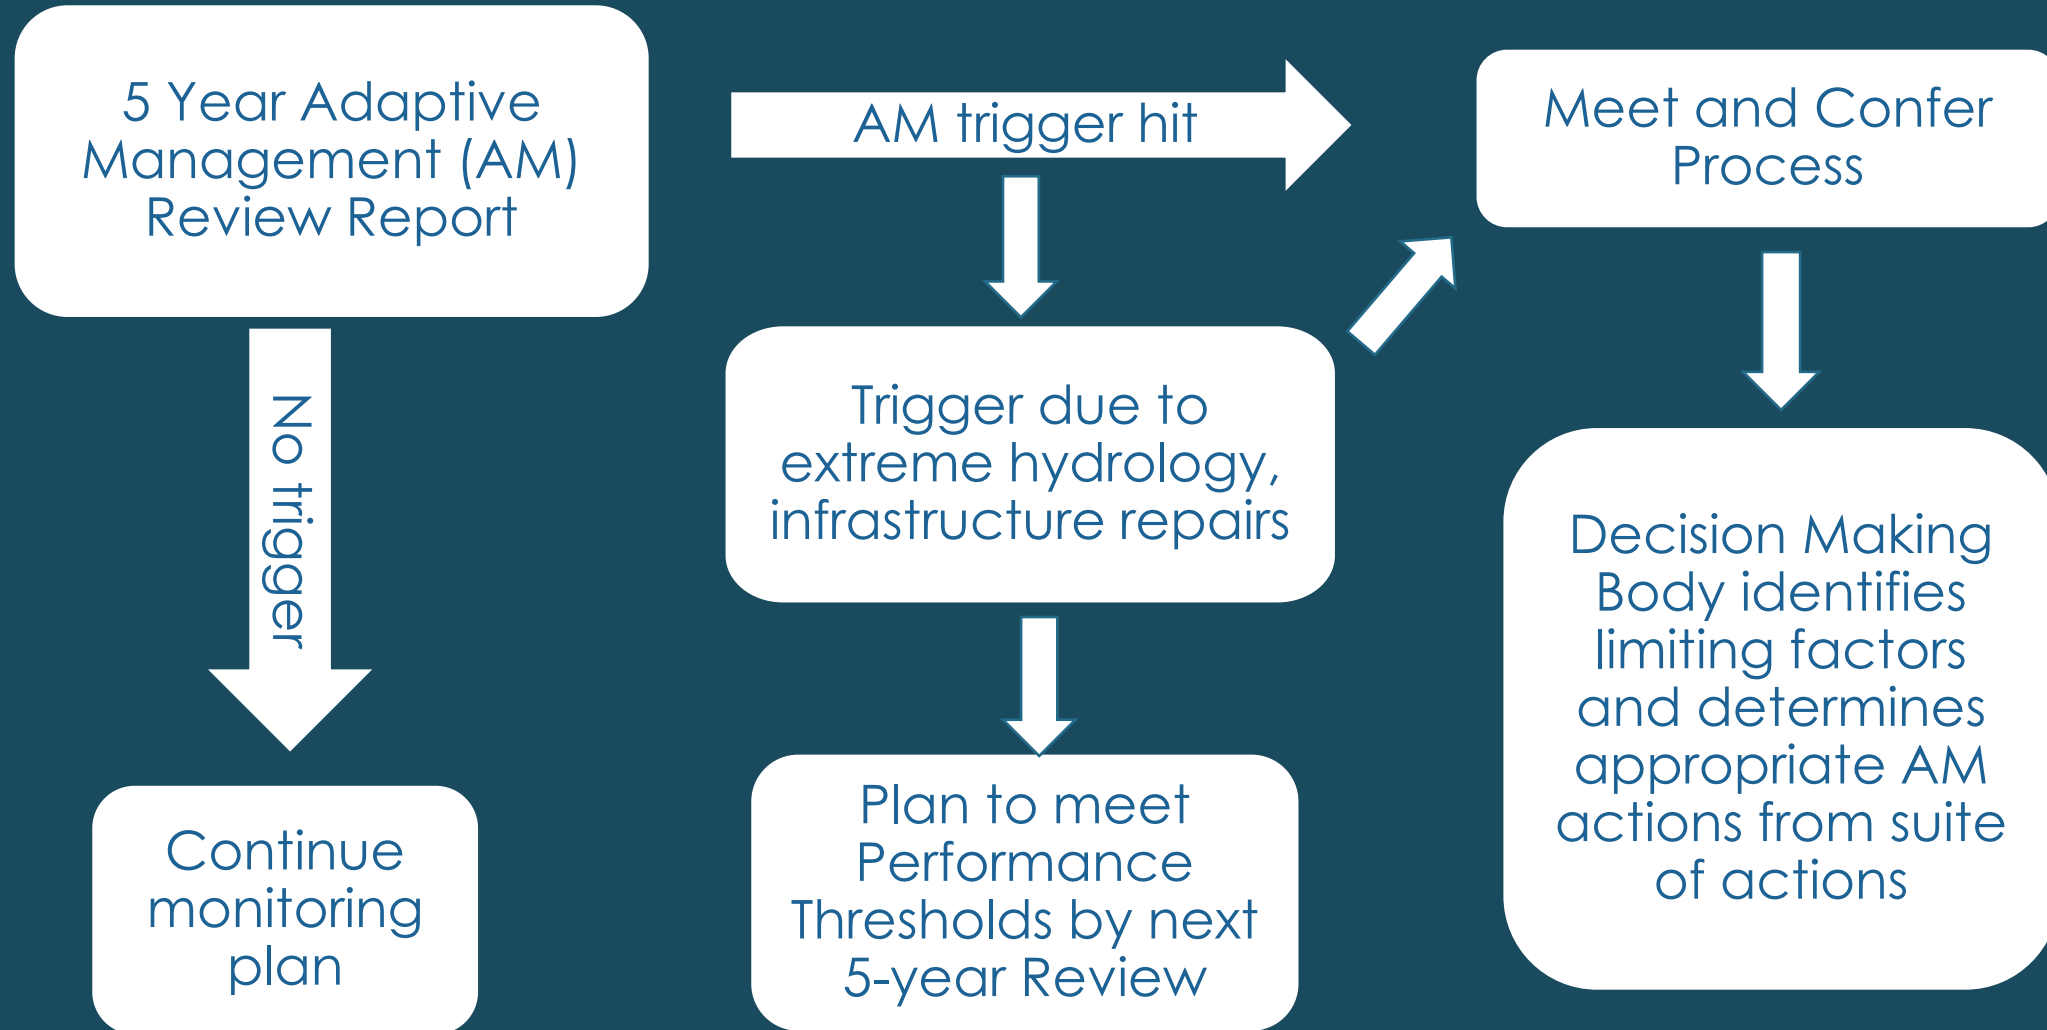 5 Year Adaptive
Management (AM)
Review Report
AM trigger hit
Meet and Confer
Process
No trigger
Trigger due to
extreme hydrology,
infrastructure repairs
Continue
monitoring
plan
Plan to meet
Performance
Thresholds by next
5-year Review
Decision Making
Body identifies
limiting factors
and determines
appropriate AM
actions from suite
of actions